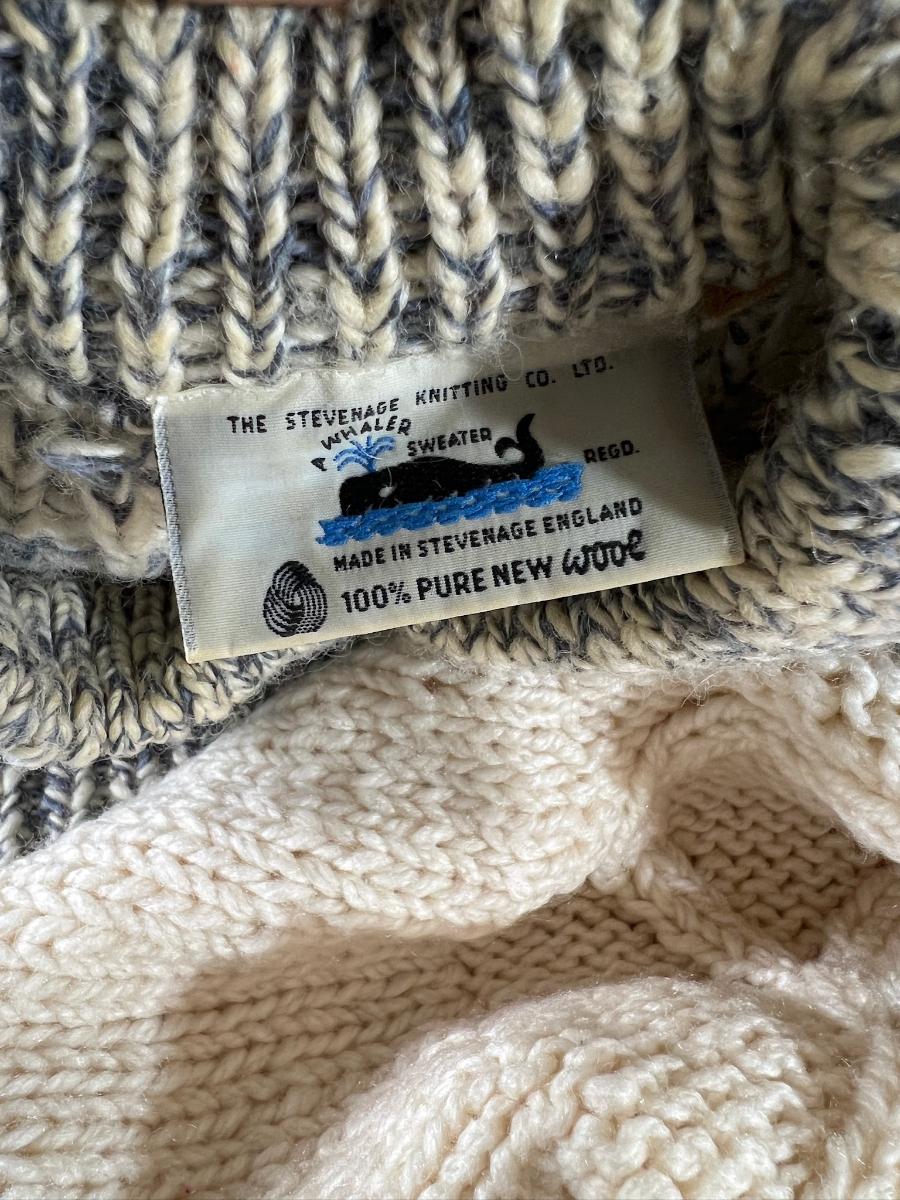 THE STEVENAGE KNITTING CO. LTD.
A WHALER SWEATER
REGD.
MADE IN STEVENAGE ENGLAND
100% PURE NEW wool